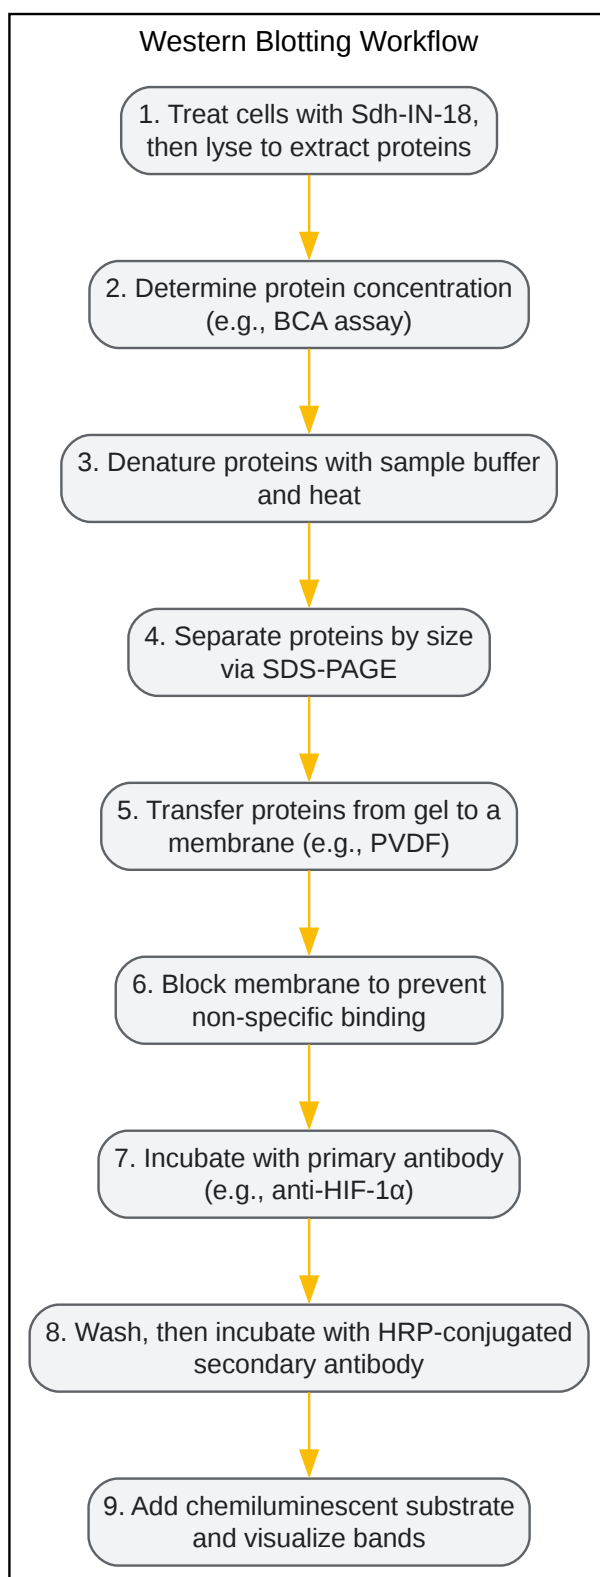 Western Blotting Workflow
1. Treat cells with Sdh-IN-18,
then lyse to extract proteins
2. Determine protein concentration
(e.g., BCA assay)
3. Denature proteins with sample buffer
and heat
4. Separate proteins by size
via SDS-PAGE
5. Transfer proteins from gel to a
membrane (e.g., PVDF)
6. Block membrane to prevent
non-specific binding
7. Incubate with primary antibody
(e.g., anti-HIF-1α)
8. Wash, then incubate with HRP-conjugated
secondary antibody
9. Add chemiluminescent substrate
and visualize bands